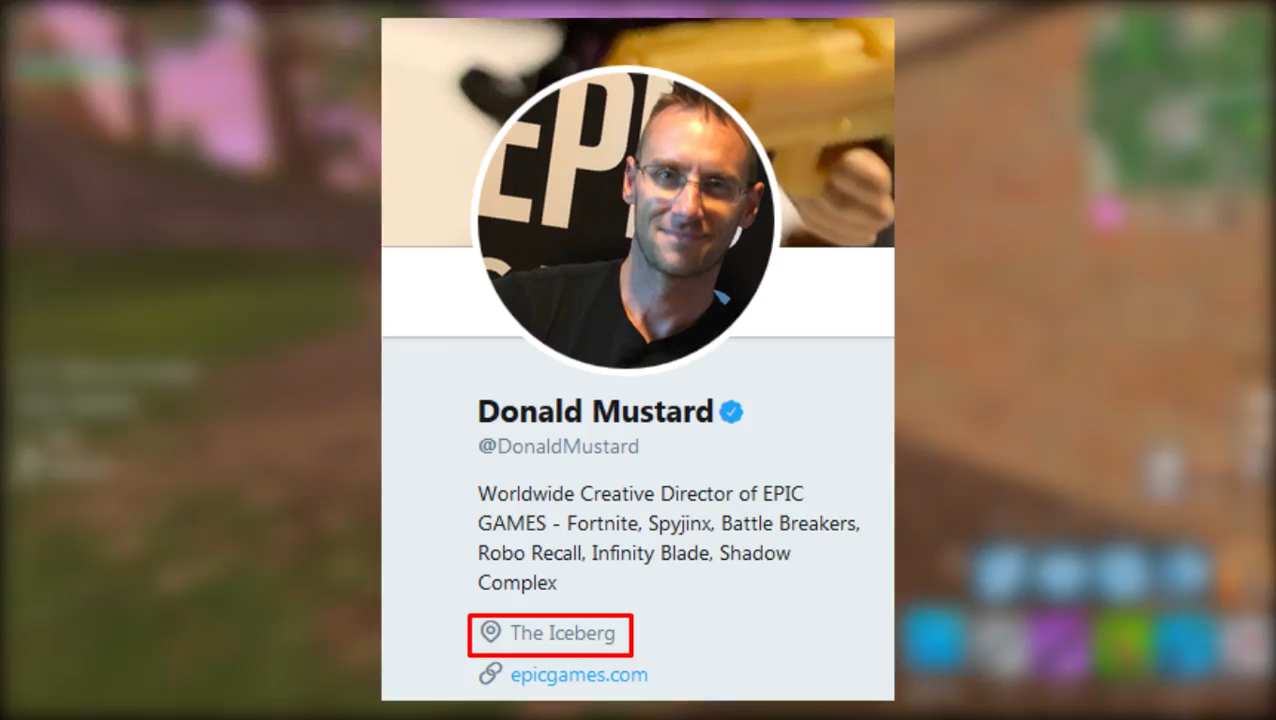 EPI
Donald Mustard
@DonaldMustard
Worldwide Creative Director of EPIC
GAMES - Fortnite, Spyjinx, Battle Breakers,
Robo Recall, Infinity Blade, Shadow
Complex
The Iceberg
epicgames.com